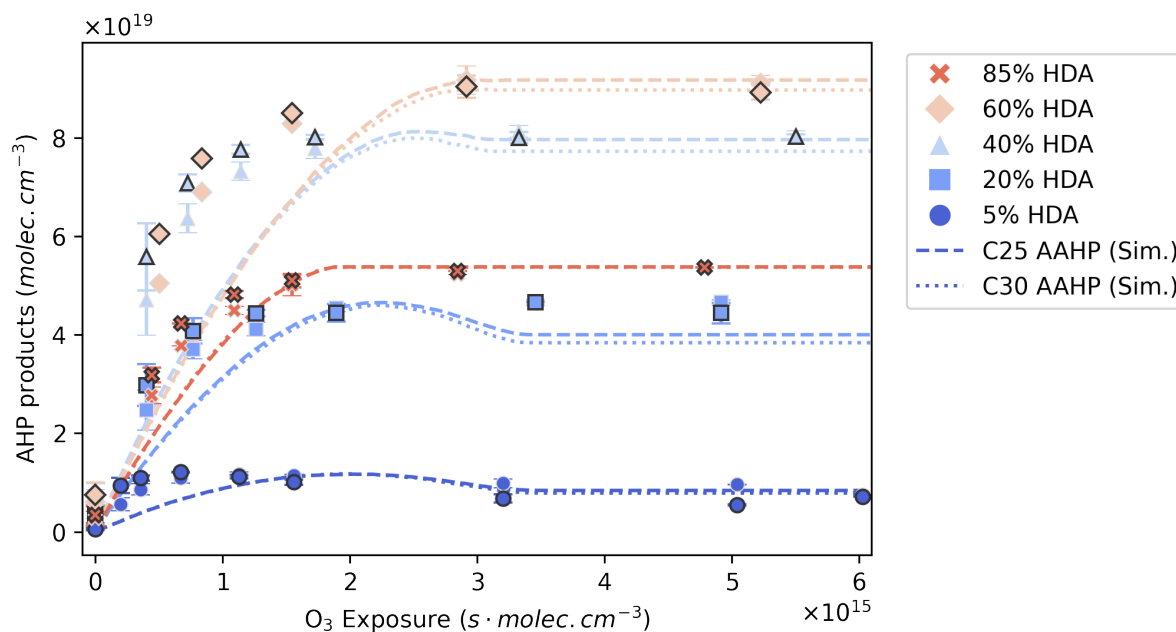 ×10¹⁹
8
6
4
2
0
AHP products (molec. cm⁻³)
0 1 2 3 4 5 6
×10¹⁵
O₃ Exposure (s · molec. cm⁻³)
85% HDA
60% HDA
40% HDA
20% HDA
5% HDA
C25 AAHP (Sim.)
C30 AAHP (Sim.)